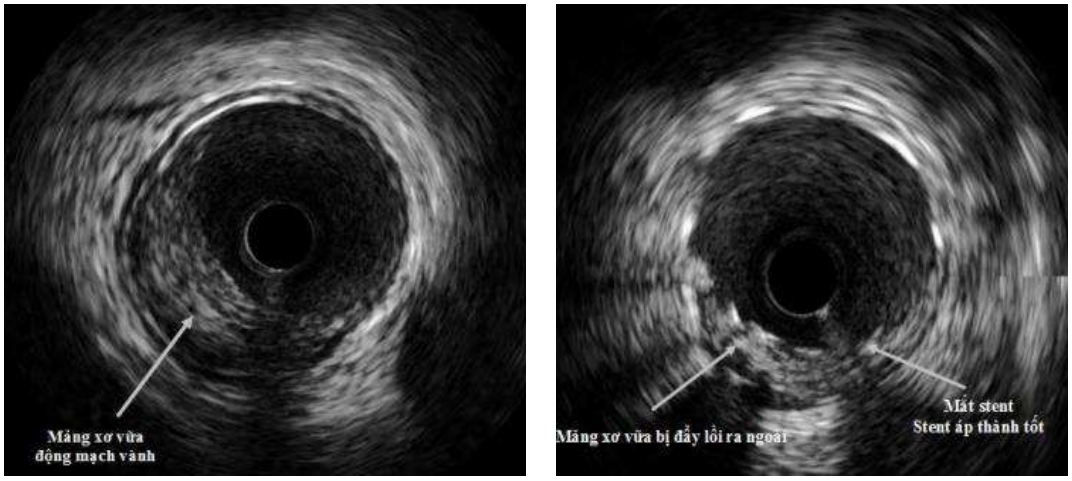 Mảng xơ vữa
động mạch vành
Mảng xơ vữa bị đẩy lồi ra ngoài
Mắt stent
Stent áp thành tốt